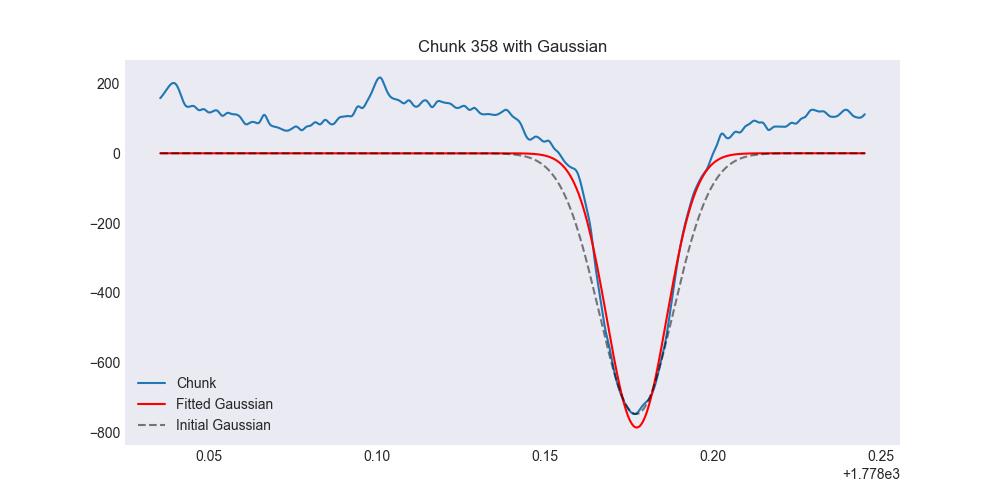 Chunk 358 with Gaussian
200
0
−200
−400
−600
−800
Chunk
Fitted Gaussian
Initial Gaussian
0.05 0.10 0.15 0.20 0.25
+1.778e3